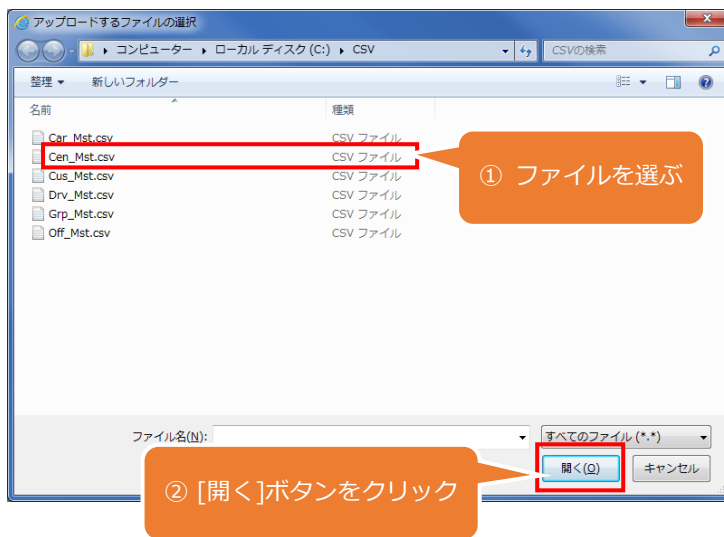 アップロードするファイルの選択
コンピューター ▶ ローカル ディスク (C:) ▶ CSV
CSVの検索
整理 ▼ 新しいフォルダー
名前 種類
Car_Mst.csv CSV ファイル
Cen_Mst.csv CSV ファイル
Cus_Mst.csv CSV ファイル
Drv_Mst.csv CSV ファイル
Grp_Mst.csv CSV ファイル
Off_Mst.csv CSV ファイル
① ファイルを選ぶ
ファイル名(N):
すべてのファイル (*.*)
開く(O) キャンセル
② [開く]ボタンをクリック